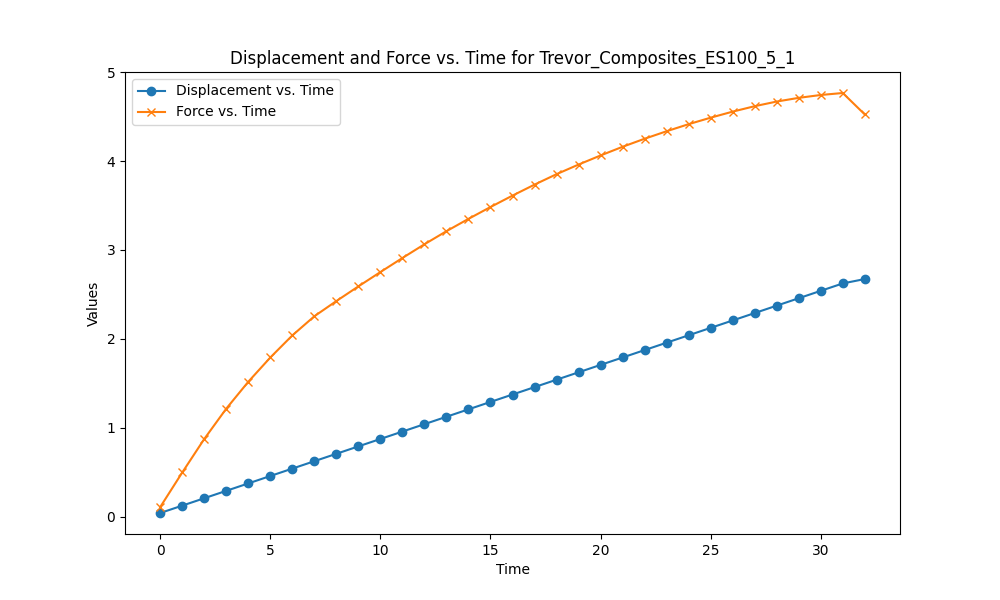 Displacement and Force vs. Time for Trevor_Composites_ES100_5_1
Displacement vs. Time
Force vs. Time
5
4
3
2
1
0
Values
0 5 10 15 20 25 30
Time